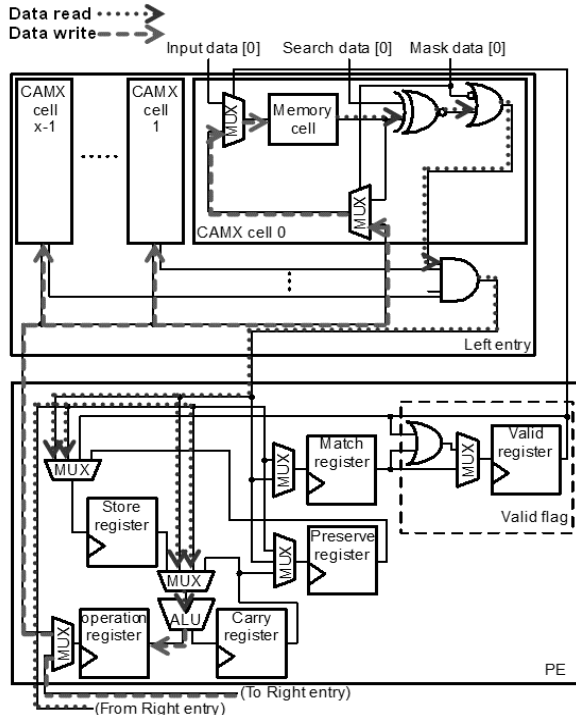 Data read
Data write
Input data [0] Search data [0] Mask data [0]
CAMX
cell
x-1
CAMX
cell
1
MUX
Memory
cell
MUX
CAMX cell 0
Left entry
MUX
Match
register
MUX
Valid
register
Valid flag
MUX
Store
register
MUX
Preserve
register
MUX
MUX
operation
register
ALU
Carry
register
PE
(To Right entry)
(From Right entry)